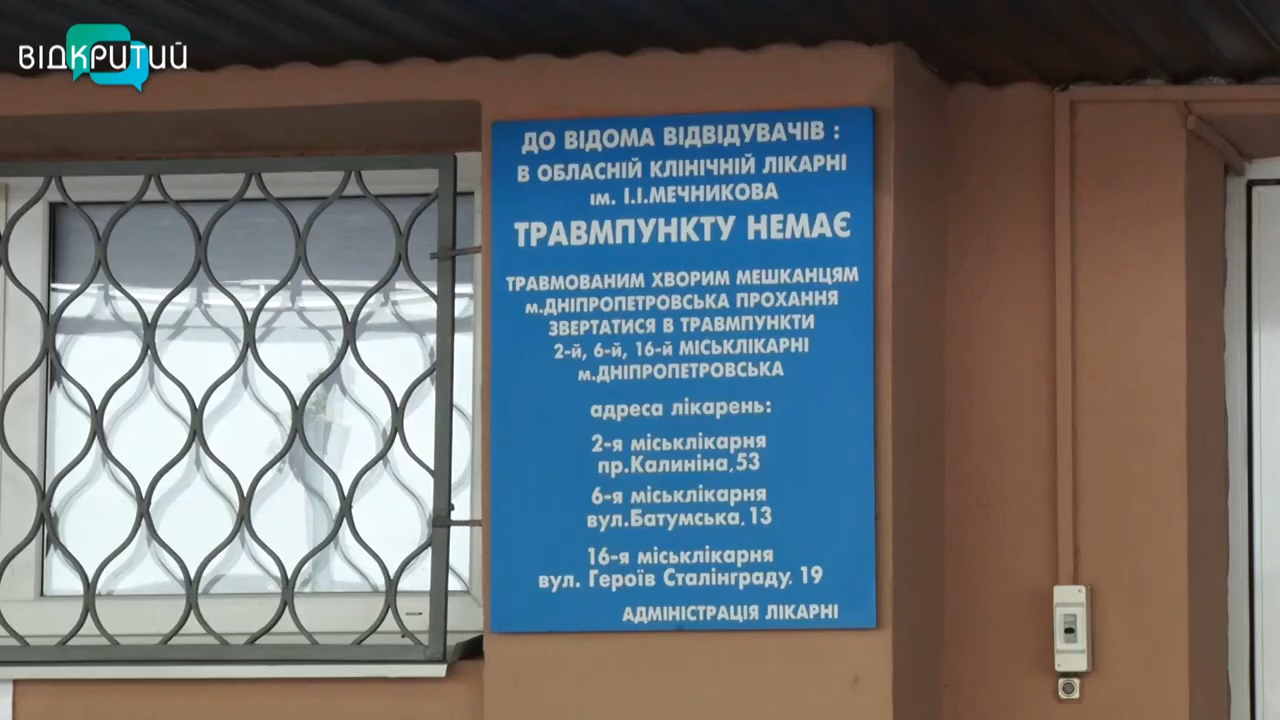 ВІДКРИТИЙ
ДО ВІДОМА ВІДВІДУВАЧІВ :
В ОБЛАСНІЙ КЛІНІЧНІЙ ЛІКАРНІ
ІМ. І.І.МЕЧНИКОВА
ТРАВМПУНКТУ НЕМАЄ
ТРАВМОВАНИМ ХВОРИМ МЕШКАНЦЯМ
м.ДНІПРОПЕТРОВСЬКА ПРОХАННЯ
ЗВЕРТАТИСЯ В ТРАВМПУНКТИ
2-й, 6-й, 16-й МІСЬКЛІКАРНІ
м.ДНІПРОПЕТРОВСЬКА
адреса лікарень:
2-я міськлікарня
пр.Калиніна,53
6-я міськлікарня
вул.Батумська,13
16-я міськлікарня
вул. Героїв Сталінграду. 19
АДМІНІСТРАЦІЯ ЛІКАРНІ